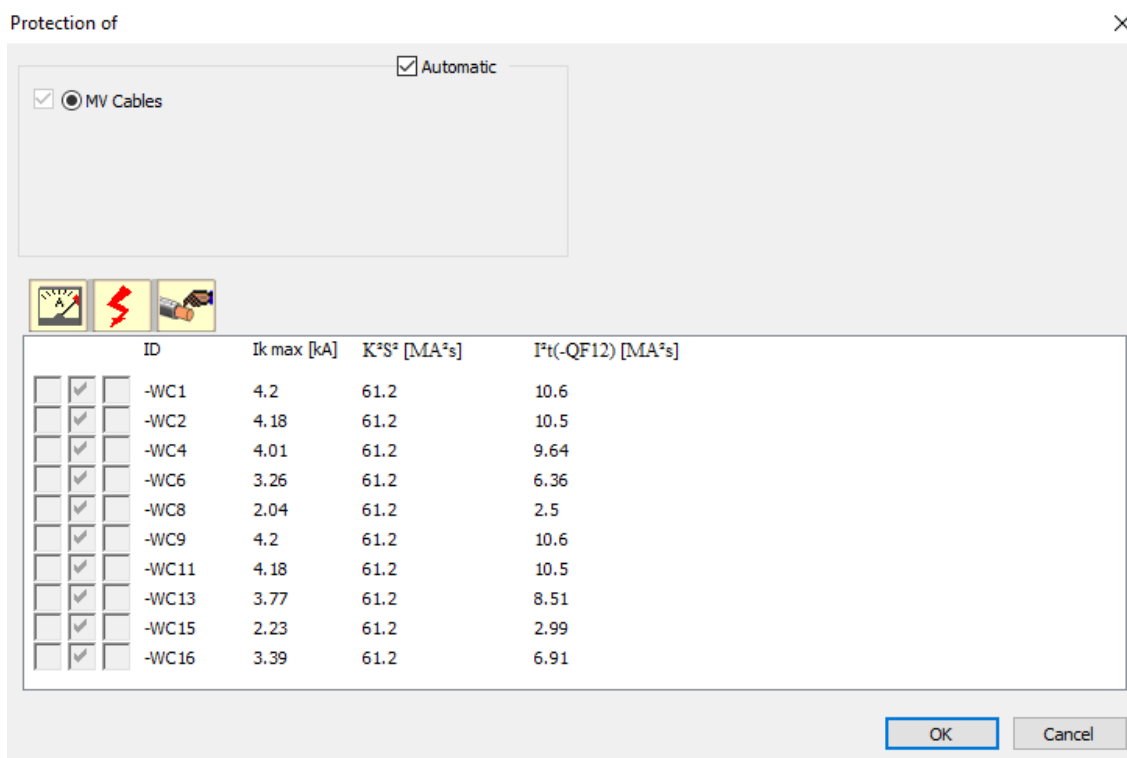 Protection of
Automatic
MV Cables
A
ID Ik max [kA] K²S² [MA²s] I²t(-QF12) [MA²s]
-WC1 4.2 61.2 10.6
-WC2 4.18 61.2 10.5
-WC4 4.01 61.2 9.64
-WC6 3.26 61.2 6.36
-WC8 2.04 61.2 2.5
-WC9 4.2 61.2 10.6
-WC11 4.18 61.2 10.5
-WC13 3.77 61.2 8.51
-WC15 2.23 61.2 2.99
-WC16 3.39 61.2 6.91
OK Cancel